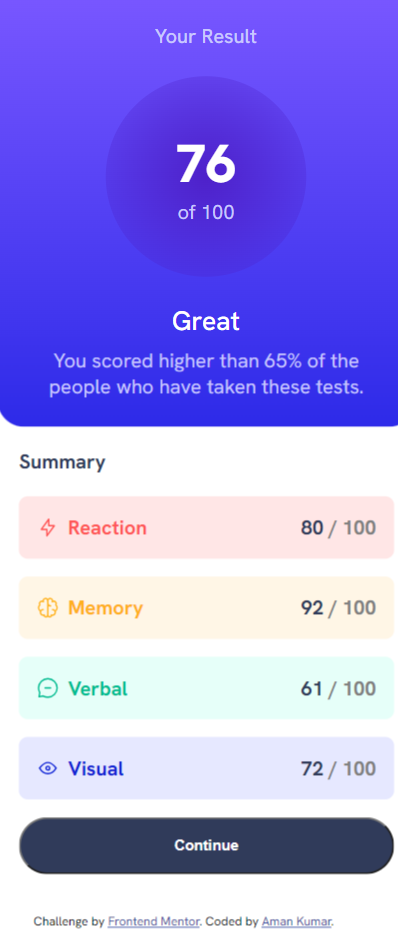 Your Result
76
of 100
Great
You scored higher than 65% of the
people who have taken these tests.
Summary
Reaction 80 / 100
Memory 92 / 100
Verbal 61 / 100
Visual 72 / 100
Continue
Challenge by Frontend Mentor. Coded by Aman Kumar.